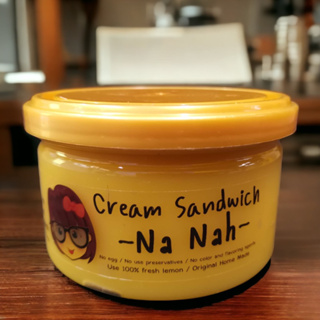 Cream Sandwich
-Na Nah-
No egg / No use preservatives / No color and flavoring agents
Use 100% fresh lemon / Original Home Made